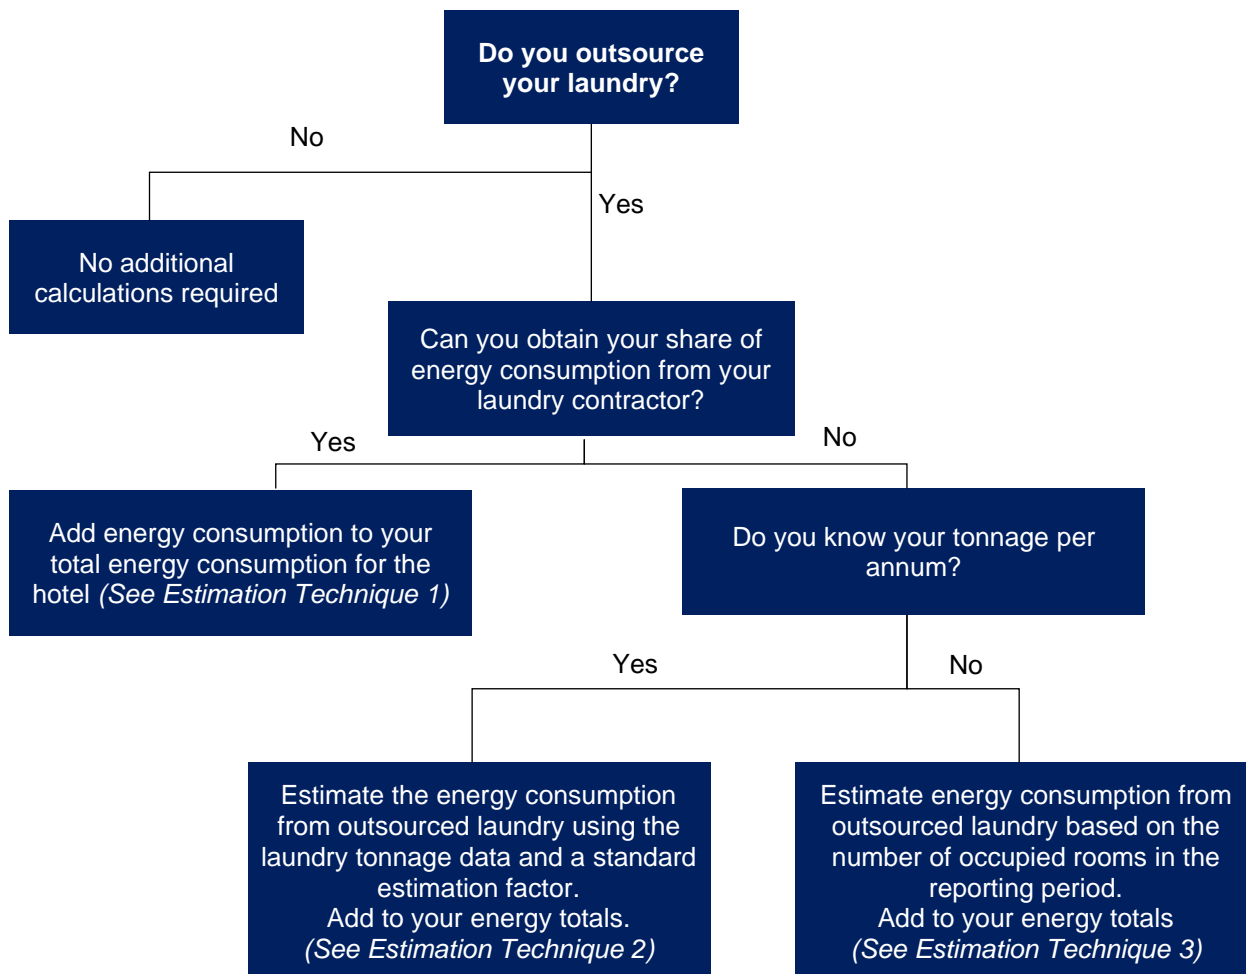 Do you outsource
your laundry?
No
Yes
No additional
calculations required
Can you obtain your share of
energy consumption from your
laundry contractor?
Yes
No
Add energy consumption to your
total energy consumption for the
hotel (See Estimation Technique 1)
Do you know your tonnage per
annum?
Yes
No
Estimate the energy consumption
from outsourced laundry using the
laundry tonnage data and a standard
estimation factor.
Add to your energy totals.
(See Estimation Technique 2)
Estimate energy consumption from
outsourced laundry based on the
number of occupied rooms in the
reporting period.
Add to your energy totals
(See Estimation Technique 3)